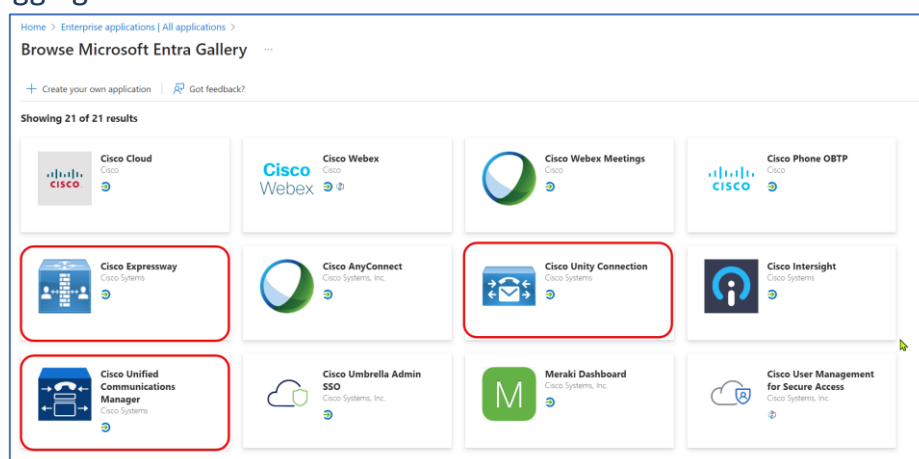 Home > Enterprise applications | All applications >
Browse Microsoft Entra Gallery ...
+ Create your own application | Got feedback?
Showing 21 of 21 results
CISCO
Cisco Cloud
Cisco
Cisco Webex
Cisco Webex
Cisco
Cisco Webex Meetings
Cisco
CISCO
Cisco Phone OBTP
Cisco
Cisco Expressway
Cisco Systems
Cisco AnyConnect
Cisco Systems, Inc.
Cisco Unity Connection
Cisco Systems
Cisco Intersight
Cisco Systems
Cisco Unified
Communications
Manager
Cisco Systems
Cisco Umbrella Admin
SSO
Cisco Systems, Inc.
M
Meraki Dashboard
Cisco Systems, Inc.
Cisco User Management
for Secure Access
Cisco Systems, Inc.